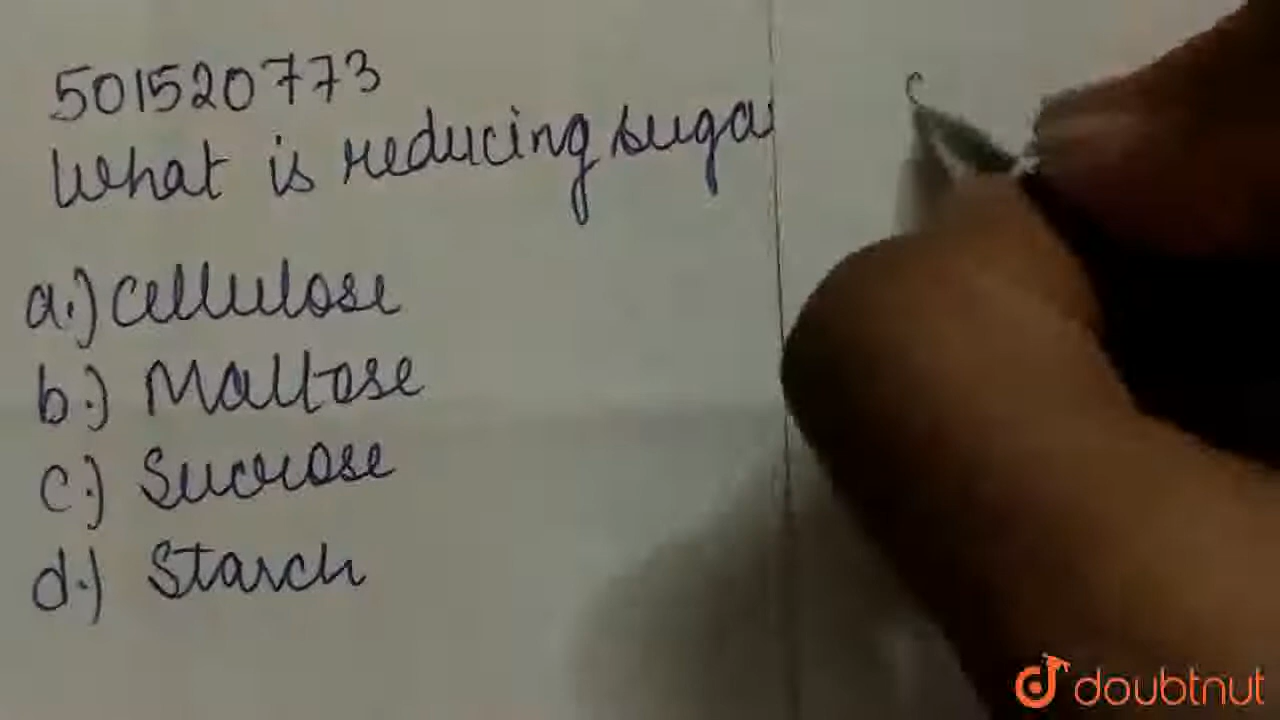 501520773
What is reducing suga
a.) Cellulose
b.) Maltose
c.) Sucrose
d.) Starch
doubtnut